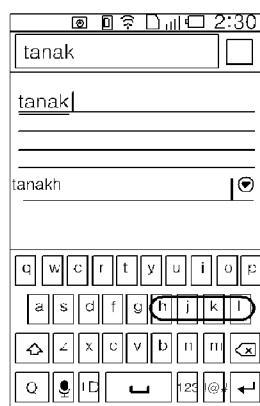 2:30
tanak
tanak
tanakh
q w e r t y u i o p
a s d f g h j k l
z x c v b n m
123 !@#